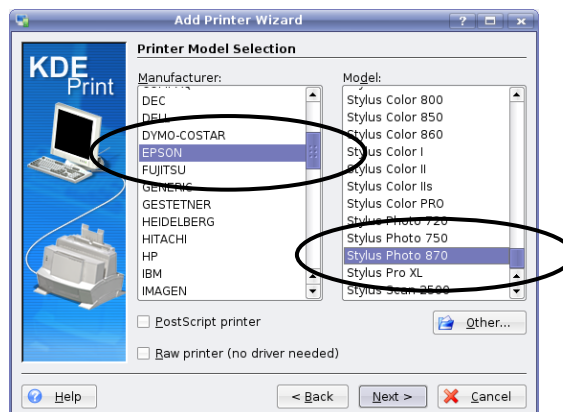 Add Printer Wizard
KDE
Print
Printer Model Selection
Manufacturer:
DEC
DELL
DYMO-COSTAR
EPSON
FUJITSU
GENERIC
GESTETNER
HEIDELBERG
HITACHI
HP
IBM
IMAGEN
Model:
Stylus Color 800
Stylus Color 850
Stylus Color 860
Stylus Color I
Stylus Color II
Stylus Color IIs
Stylus Color PRO
Stylus Photo 720
Stylus Photo 750
Stylus Photo 870
Stylus Pro XL
Stylus Scan 2500
PostScript printer
Other...
Raw printer (no driver needed)
Help
< Back
Next >
Cancel